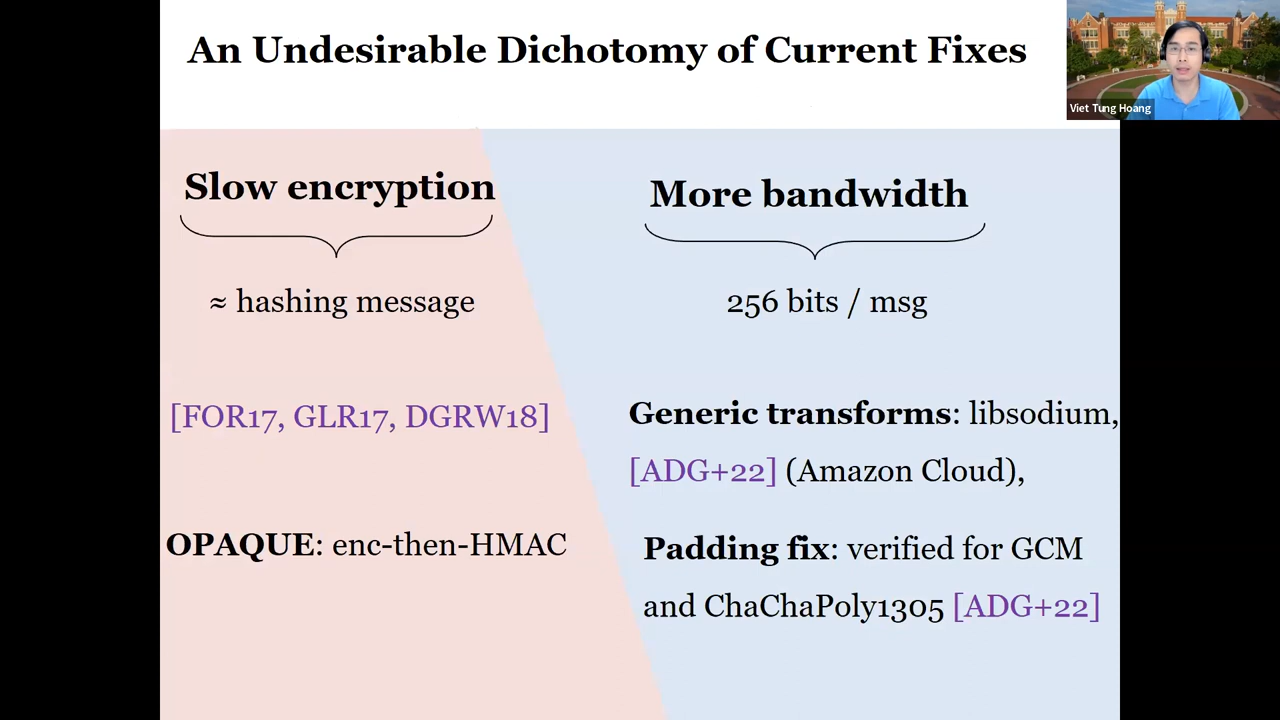 An Undesirable Dichotomy of Current Fixes
Viet Tung Hoang
Slow encryption
≈ hashing message
[FOR17, GLR17, DGRW18]
OPAQUE: enc-then-HMAC
More bandwidth
256 bits / msg
Generic transforms: libsodium,
[ADG+22] (Amazon Cloud),
Padding fix: verified for GCM
and ChaChaPoly1305 [ADG+22]